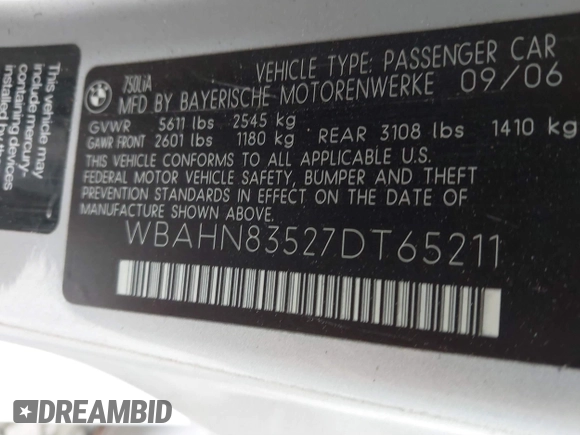 This vehicle may
include mercury-
containing devices
installed by the
BMW
750LiA
VEHICLE TYPE: PASSENGER CAR
MFD BY BAYERISCHE MOTORENWERKE 09/06
GVWR 5611 lbs 2545 kg
GAWR FRONT 2601 lbs 1180 kg REAR 3108 lbs 1410 kg
THIS VEHICLE CONFORMS TO ALL APPLICABLE U.S.
FEDERAL MOTOR VEHICLE SAFETY, BUMPER AND THEFT
PREVENTION STANDARDS IN EFFECT ON THE DATE OF
MANUFACTURE SHOWN ABOVE.
WBAHN83527DT65211
DREAMBID